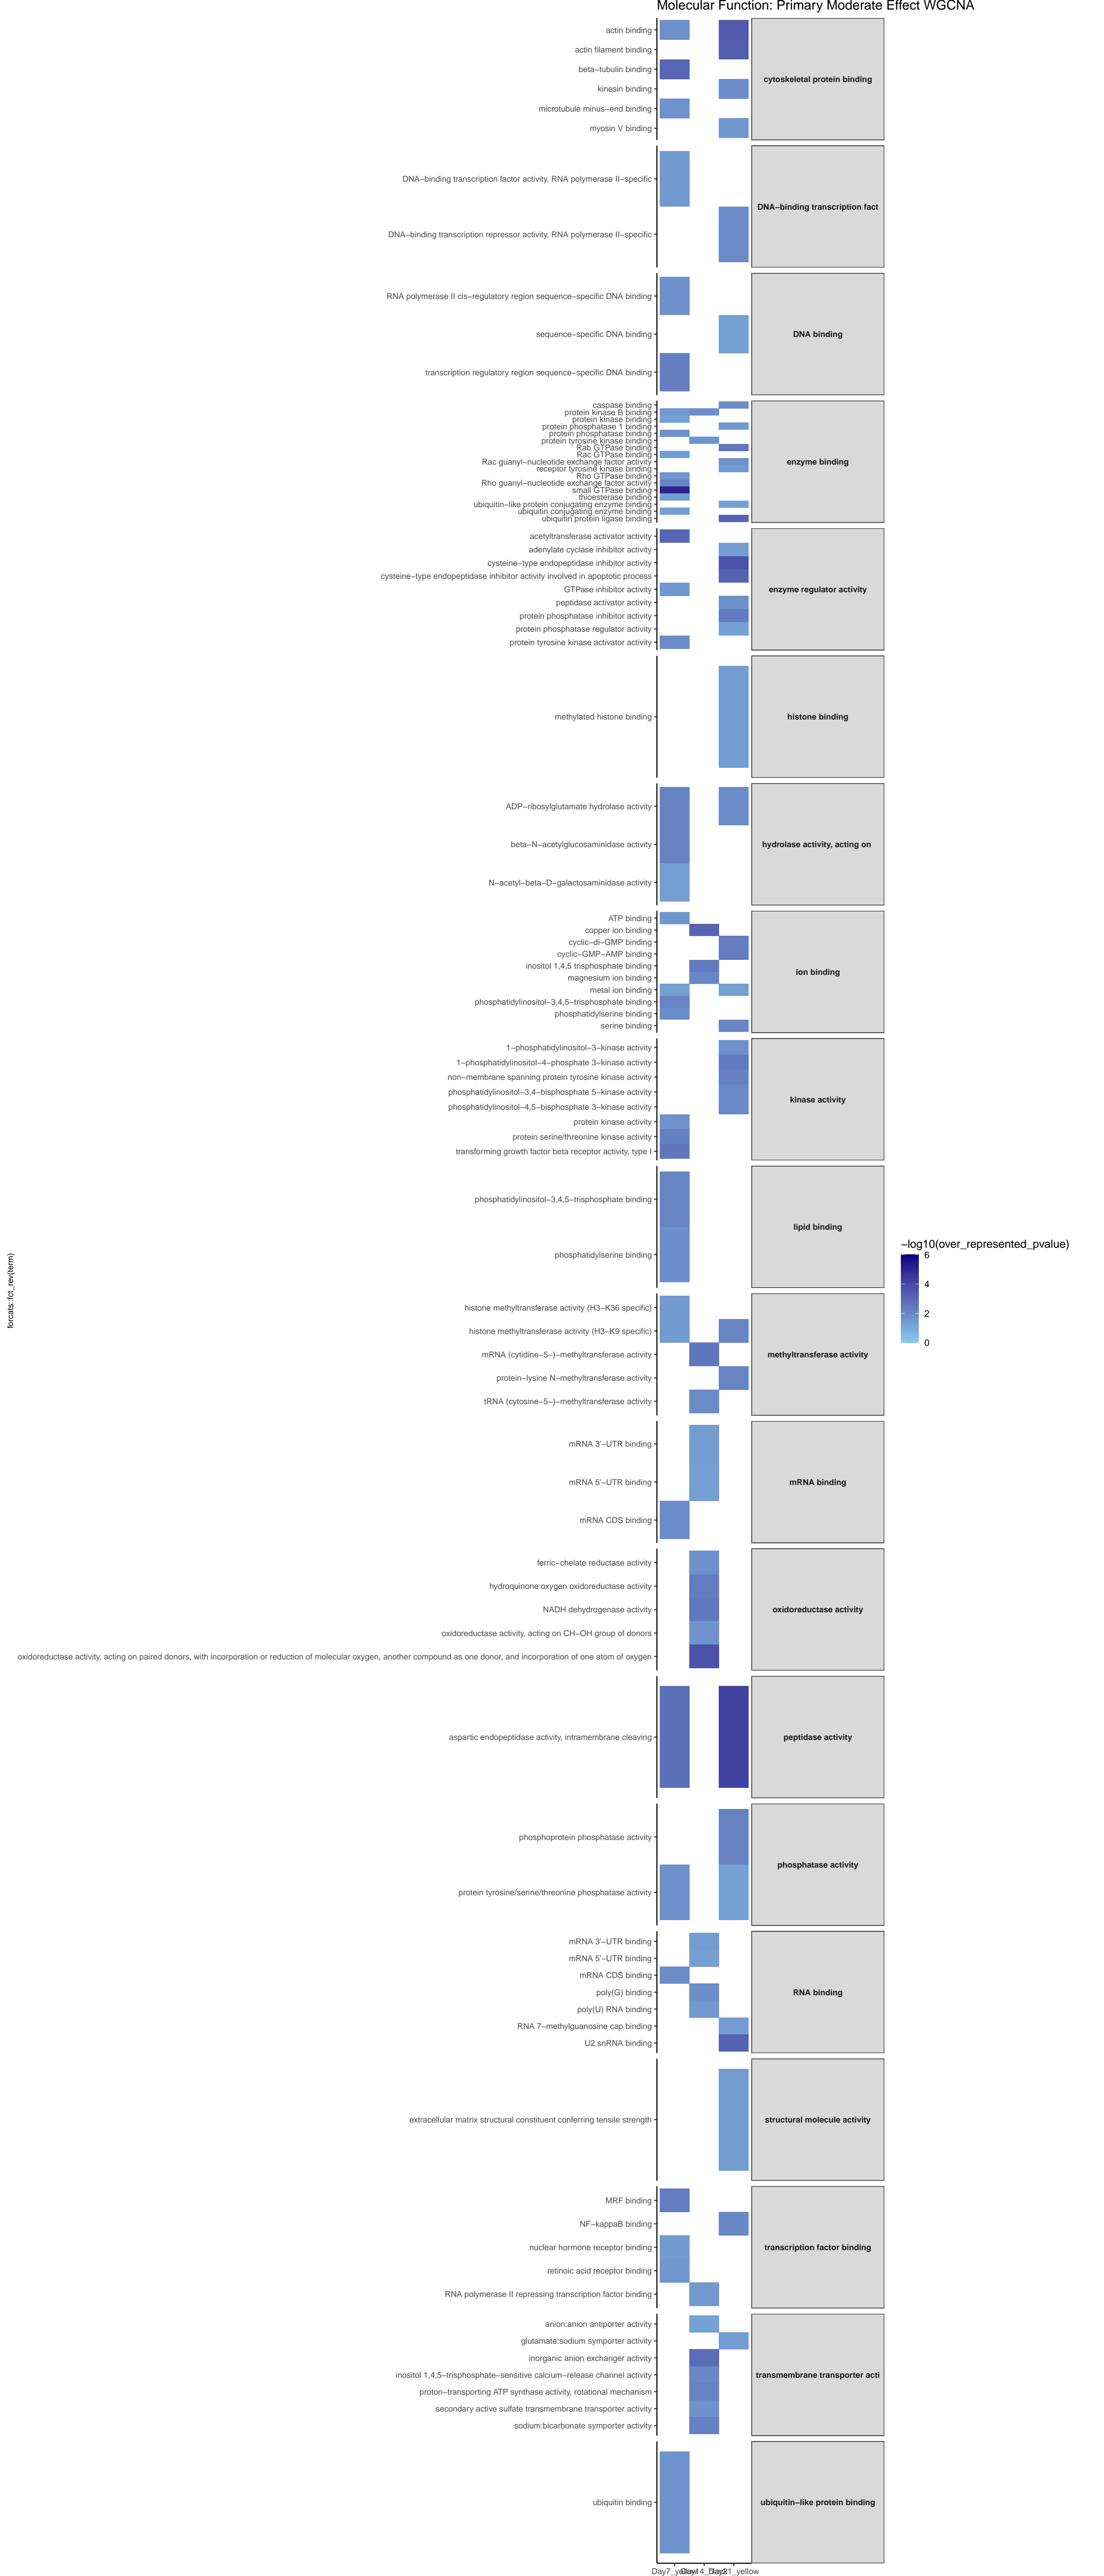 Molecular Function: Primary Moderate Effect WGCNA
actin binding
actin filament binding
beta−tubulin binding
kinesin binding
microtubule minus−end binding
myosin V binding
cytoskeletal protein binding
DNA−binding transcription factor activity, RNA polymerase II−specific
DNA−binding transcription repressor activity, RNA polymerase II−specific
DNA−binding transcription fact
RNA polymerase II cis−regulatory region sequence−specific DNA binding
sequence−specific DNA binding
transcription regulatory region sequence−specific DNA binding
DNA binding
caspase binding
protein kinase B binding
protein kinase binding
protein phosphatase 1 binding
protein phosphatase binding
protein tyrosine kinase binding
Rab GTPase binding
Rac GTPase binding
Rac guanyl−nucleotide exchange factor activity
receptor tyrosine kinase binding
Rho GTPase binding
Rho guanyl−nucleotide exchange factor activity
small GTPase binding
thioesterase binding
ubiquitin−like protein conjugating enzyme binding
ubiquitin conjugating enzyme binding
ubiquitin protein ligase binding
enzyme binding
acetyltransferase activator activity
adenylate cyclase inhibitor activity
cysteine−type endopeptidase inhibitor activity
cysteine−type endopeptidase inhibitor activity involved in apoptotic process
GTPase inhibitor activity
peptidase activator activity
protein phosphatase inhibitor activity
protein phosphatase regulator activity
protein tyrosine kinase activator activity
enzyme regulator activity
methylated histone binding
histone binding
ADP−ribosylglutamate hydrolase activity
beta−N−acetylglucosaminidase activity
N−acetyl−beta−D−galactosaminidase activity
hydrolase activity, acting on
ATP binding
copper ion binding
cyclic−di−GMP binding
cyclic−GMP−AMP binding
inositol 1,4,5 trisphosphate binding
magnesium ion binding
metal ion binding
phosphatidylinositol−3,4,5−trisphosphate binding
phosphatidylserine binding
serine binding
ion binding
1−phosphatidylinositol−3−kinase activity
1−phosphatidylinositol−4−phosphate 3−kinase activity
non−membrane spanning protein tyrosine kinase activity
phosphatidylinositol−3,4−bisphosphate 5−kinase activity
phosphatidylinositol−4,5−bisphosphate 3−kinase activity
protein kinase activity
protein serine/threonine kinase activity
transforming growth factor beta receptor activity, type I
kinase activity
phosphatidylinositol−3,4,5−trisphosphate binding
phosphatidylserine binding
lipid binding
histone methyltransferase activity (H3−K36 specific)
histone methyltransferase activity (H3−K9 specific)
mRNA (cytidine−5−)−methyltransferase activity
protein−lysine N−methyltransferase activity
tRNA (cytosine−5−)−methyltransferase activity
methyltransferase activity
mRNA 3'−UTR binding
mRNA 5'−UTR binding
mRNA CDS binding
mRNA binding
ferric−chelate reductase activity
hydroquinone:oxygen oxidoreductase activity
NADH dehydrogenase activity
oxidoreductase activity, acting on CH−OH group of donors
oxidoreductase activity, acting on paired donors, with incorporation or reduction of molecular oxygen, another compound as one donor, and incorporation of one atom of oxygen
oxidoreductase activity
aspartic endopeptidase activity, intramembrane cleaving
peptidase activity
phosphoprotein phosphatase activity
protein tyrosine/serine/threonine phosphatase activity
phosphatase activity
mRNA 3'−UTR binding
mRNA 5'−UTR binding
mRNA CDS binding
poly(G) binding
poly(U) RNA binding
RNA 7−methylguanosine cap binding
U2 snRNA binding
RNA binding
extracellular matrix structural constituent conferring tensile strength
structural molecule activity
MRF binding
NF−kappaB binding
nuclear hormone receptor binding
retinoic acid receptor binding
RNA polymerase II repressing transcription factor binding
transcription factor binding
anion:anion antiporter activity
glutamate:sodium symporter activity
inorganic anion exchanger activity
inositol 1,4,5−trisphosphate−sensitive calcium−release channel activity
proton−transporting ATP synthase activity, rotational mechanism
secondary active sulfate transmembrane transporter activity
sodium:bicarbonate symporter activity
transmembrane transporter acti
ubiquitin binding
ubiquitin−like protein binding
forcats::fct_rev(term)
−log10(over_represented_pvalue)
6
4
2
0
Day7_yellow
Day21_yellow